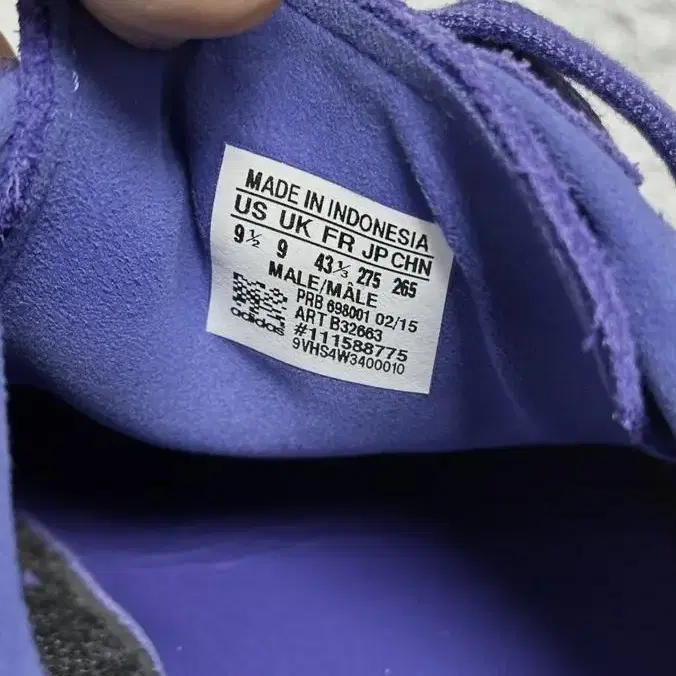 MADE IN INDONESIA
US UK FR JP CHN
9½ 9 43⅓ 275 265
MALE/MÂLE
PRB 698001 02/15
ART B32663
#111588775
9VHS4W3400010
adidas